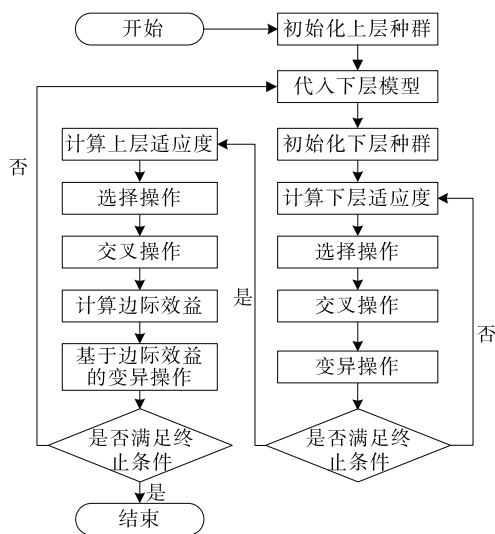 开始
初始化上层种群
代入下层模型
初始化下层种群
计算下层适应度
选择操作
交叉操作
变异操作
是否满足终
止条件
否
是
计算上层适应度
选择操作
交叉操作
计算边际效益
基于边际效益
的变异操作
是否满足终
止条件
否
是
结束